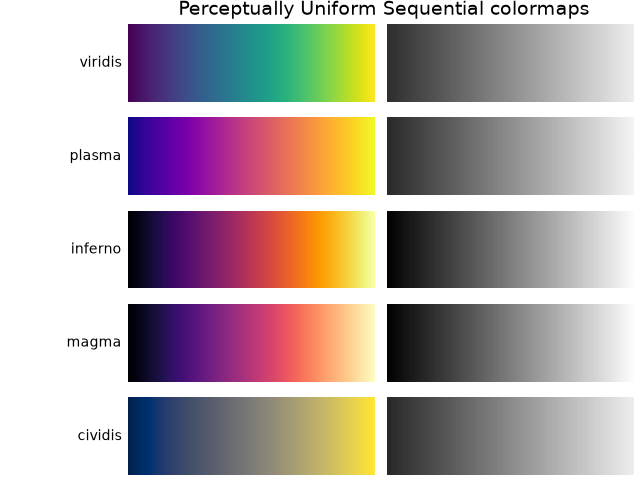 Perceptually Uniform Sequential colormaps
viridis
plasma
inferno
magma
cividis